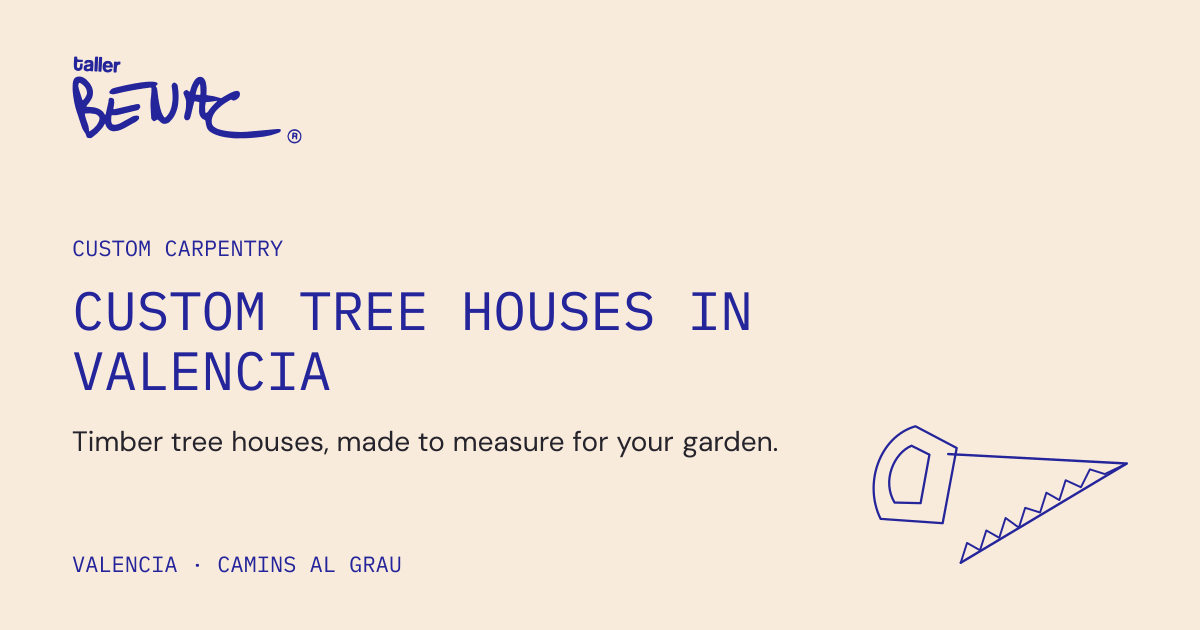 taller
BENAC ®
CUSTOM CARPENTRY
CUSTOM TREE HOUSES IN
VALENCIA
Timber tree houses, made to measure for your garden.
VALENCIA · CAMINS AL GRAU